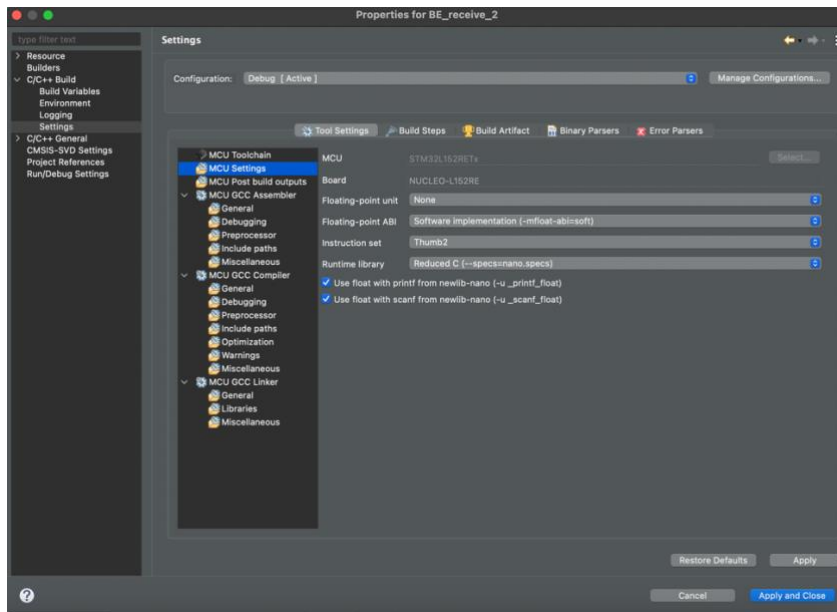 Properties for BE_receive_2
type filter text
Resource
Builders
C/C++ Build
Build Variables
Environment
Logging
Settings
C/C++ General
CMSIS-SVD Settings
Project References
Run/Debug Settings
Settings
Configuration: Debug [ Active ] Manage Configurations...
Tool Settings Build Steps Build Artifact Binary Parsers Error Parsers
MCU Toolchain
MCU Settings
MCU Post build outputs
MCU GCC Assembler
General
Debugging
Preprocessor
Include paths
Miscellaneous
MCU GCC Compiler
General
Debugging
Preprocessor
Include paths
Optimization
Warnings
Miscellaneous
MCU GCC Linker
General
Libraries
Miscellaneous
MCU STM32L152RETx Select...
Board NUCLEO-L152RE
Floating-point unit None
Floating-point ABI Software implementation (-mfloat-abi=soft)
Instruction set Thumb2
Runtime library Reduced C (--specs=nano.specs)
Use float with printf from newlib-nano (-u _printf_float)
Use float with scanf from newlib-nano (-u _scanf_float)
Restore Defaults Apply
? Cancel Apply and Close